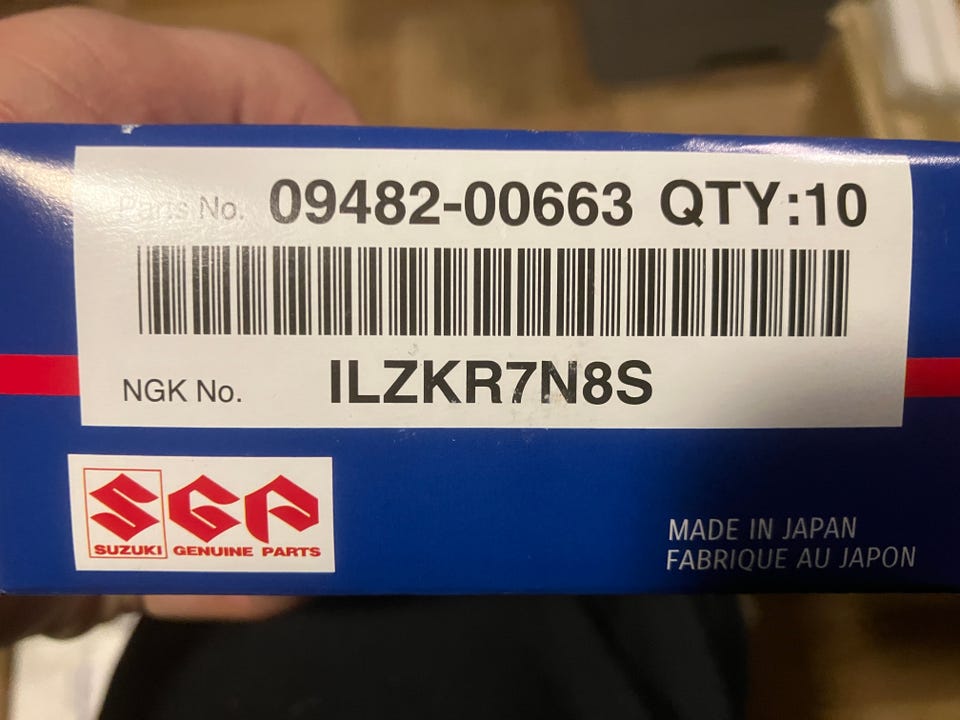 Parts No. 09482-00663 QTY:10
NGK No. ILZKR7N8S
SGP
SUZUKI GENUINE PARTS
MADE IN JAPAN
FABRIQUE AU JAPON